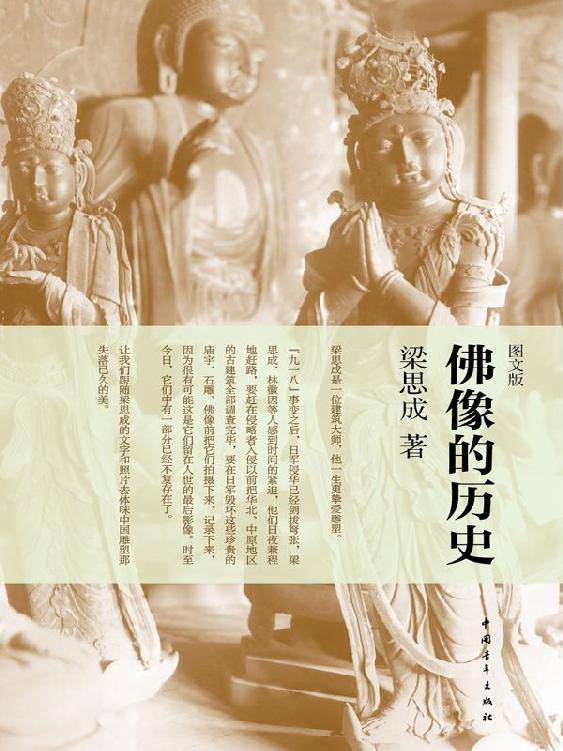 图文版
佛像的历史
梁思成 著
梁思成是一位建筑大师，他一生更挚爱雕塑。
『九一八』事变之后，日军侵华已经剑拔弩张，梁
思成、林徽因等人感到时间的紧迫，他们日夜兼程
地赶路，要赶在侵略者入侵以前把华北、中原地区
的古建筑全部调查完毕，要在日军毁坏这些珍贵的
庙宇、石雕、佛像前把它们拍摄下来，记录下来，
因为很有可能这是它们留在人世的最后影像。时至
今日，它们中有一部分已经不复存在了。
让我们跟随梁思成的文字和照片去体味中国雕塑那
失落已久的美。
中国青年出版社